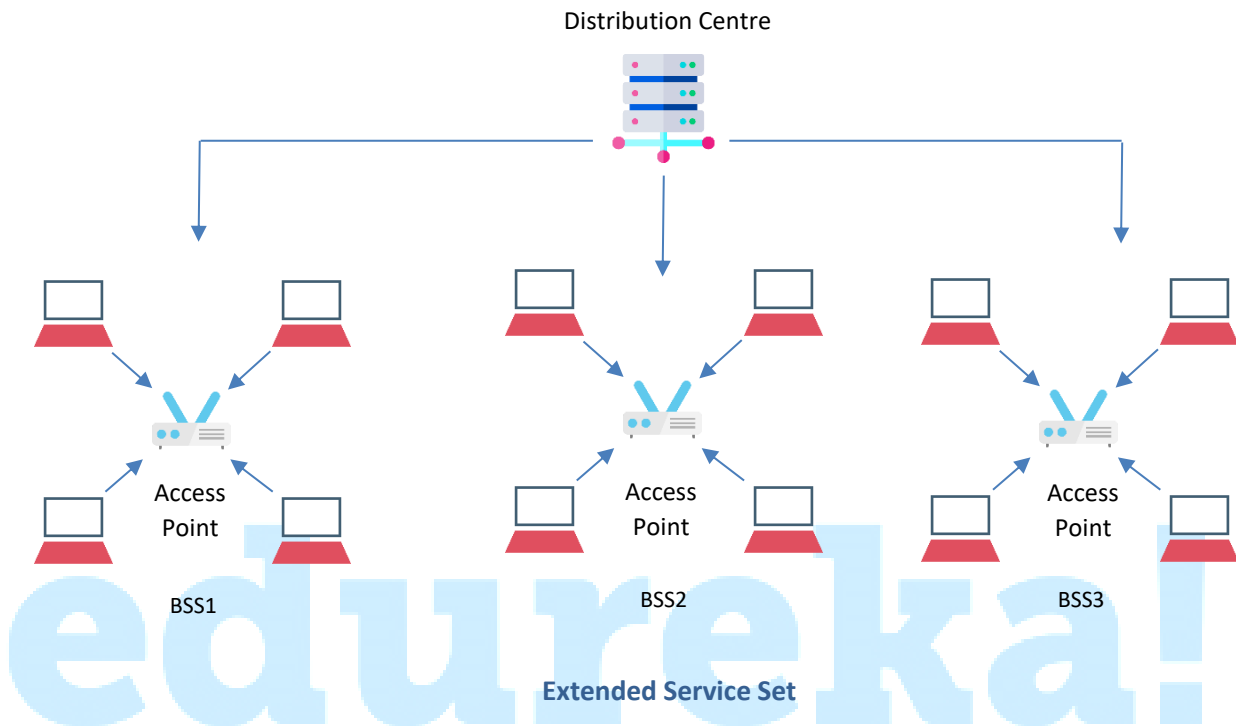 Distribution Centre
Access
Point
Access
Point
Access
Point
BSS1
BSS2
BSS3
edureka!
Extended Service Set